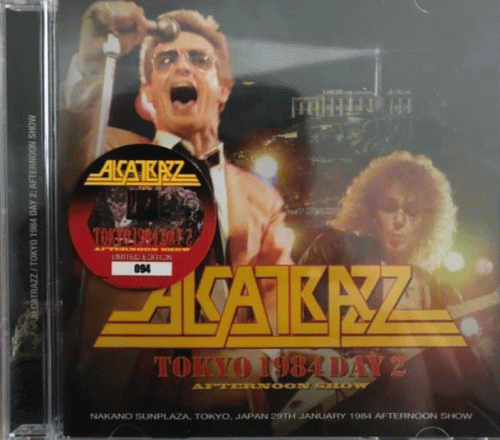 ALCATRAZZ / TOKYO 1984 DAY 2: AFTERNOON SHOW
ALCATRAZZ
TOKYO 1984 DAY 2
AFTERNOON SHOW
LIMITED EDITION
094
ALCATRAZZ
TOKYO 1984 DAY 2
AFTERNOON SHOW
NAKANO SUNPLAZA, TOKYO, JAPAN 29TH JANUARY 1984 AFTERNOON SHOW